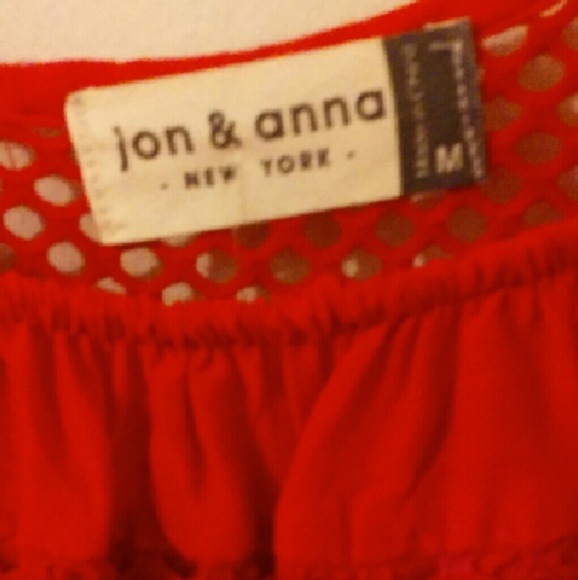 jon & anna
- NEW YORK -
M